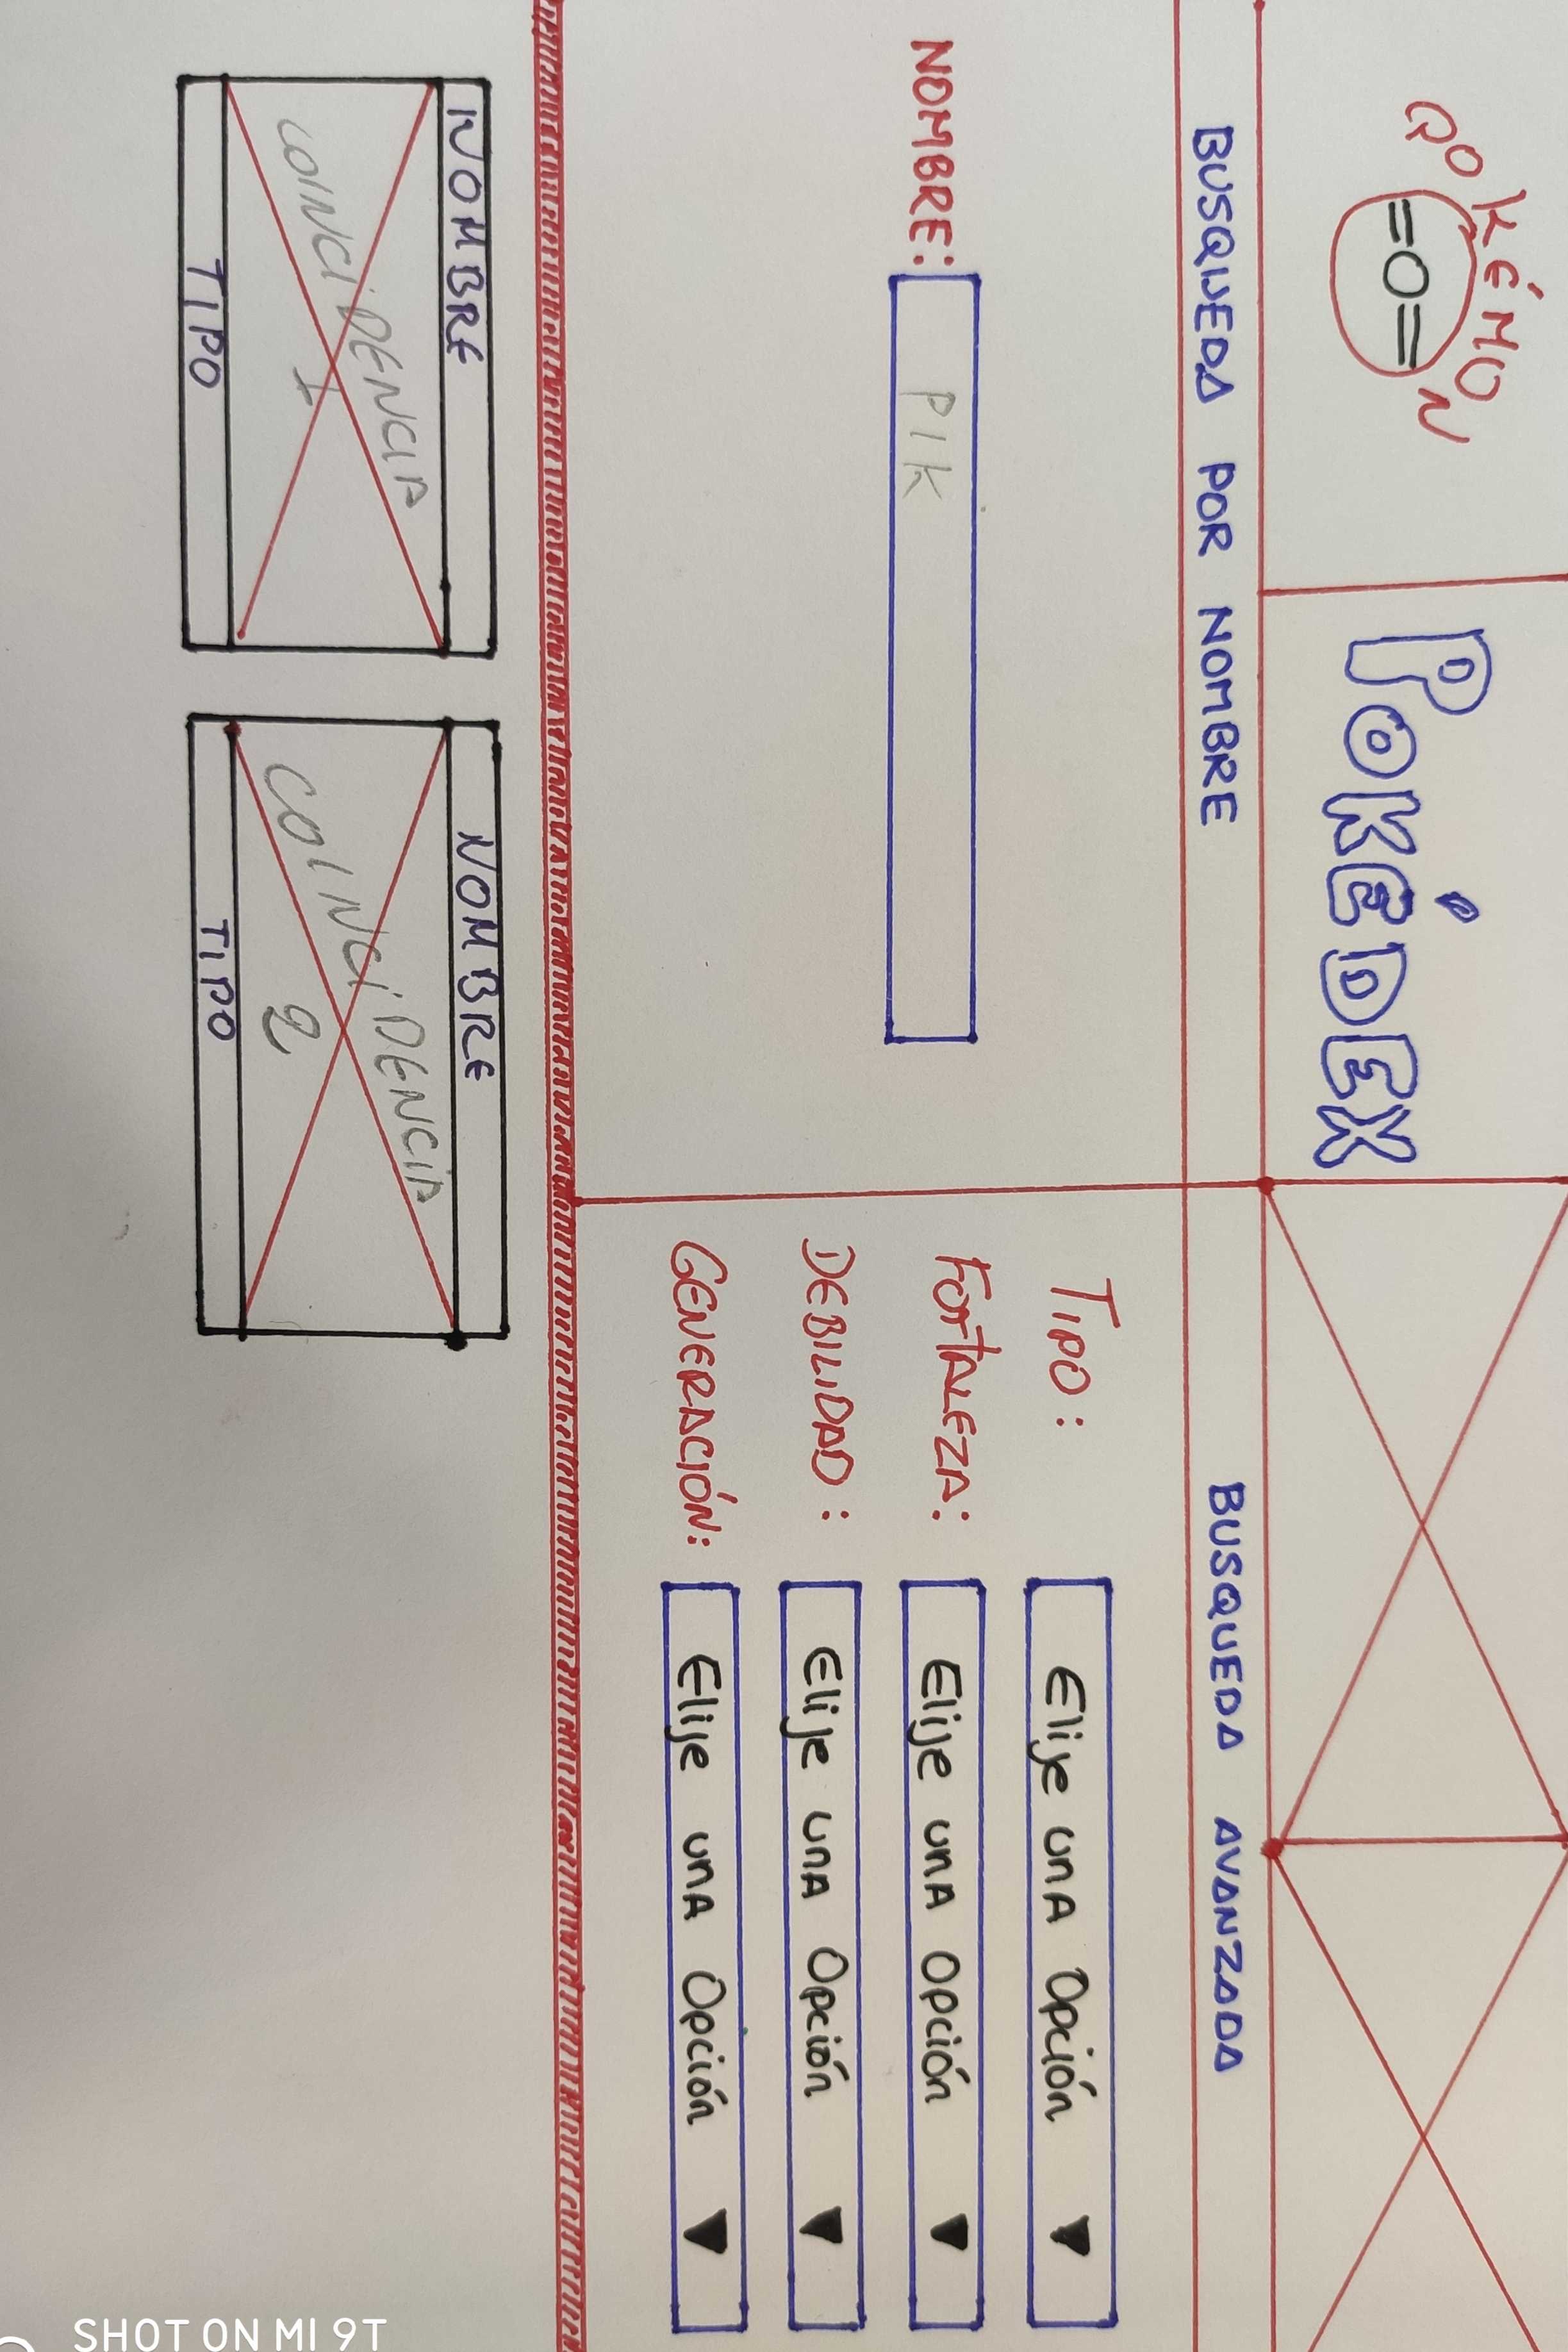 POKÉMON
POKÉDEX
BUSQUEDA POR NOMBRE
BUSQUEDA AVANZADA
NOMBRE: PIK
TIPO: Elije una Opción ▼
FORTALEZA: Elije una Opción ▼
DEBILIDAD: Elije una Opción ▼
GENERACIÓN: Elije una Opción ▼
NOMBRE
COINCIDENCIA
1
TIPO
NOMBRE
COINCIDENCIA
2
TIPO
SHOT ON MI 9T